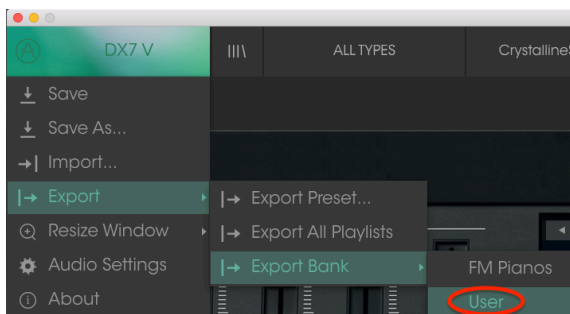 DX7 V
ALL TYPES
Crystalline
Save
Save As...
Import...
Export
Export Preset...
Resize Window
Export All Playlists
Audio Settings
Export Bank
FM Pianos
About
User